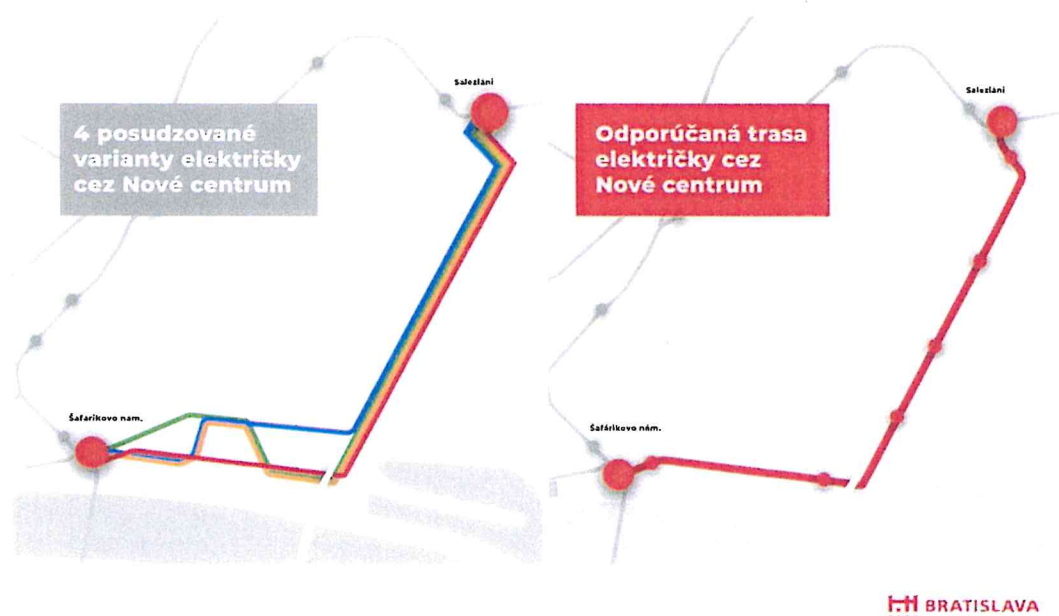 Saleziáni
4 posudzované
varianty električky
cez Nové centrum
Šafárikovo nám.
Saleziáni
Odporúčaná trasa
električky cez
Nové centrum
Šafárikovo nám.
BRATISLAVA